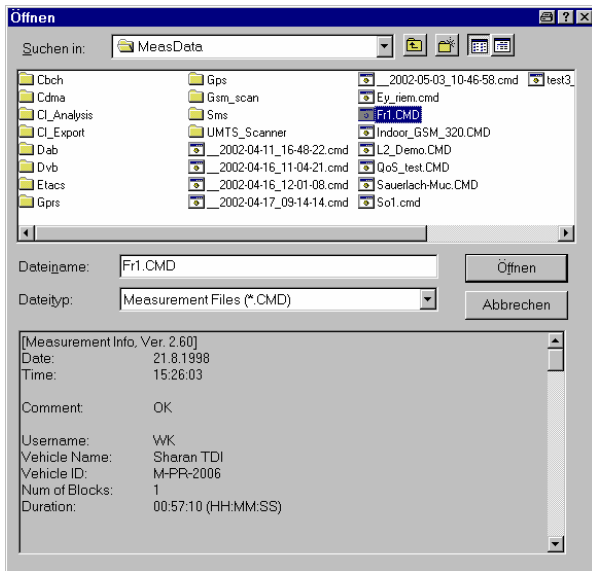 Öffnen
Suchen in: MeasData
Cbch
Cdma
CI_Analysis
CI_Export
Dab
Dvb
Etacs
Gprs
Gps
Gsm_scan
Sms
UMTS_Scanner
__2002-04-11_16-48-22.cmd
__2002-04-16_11-04-21.cmd
__2002-04-16_12-01-08.cmd
__2002-04-17_09-14-14.cmd
__2002-05-03_10-46-58.cmd
Ey_riem.cmd
Fr1.CMD
Indoor_GSM_320.CMD
L2_Demo.CMD
QoS_test.CMD
Sauerlach-Muc.CMD
So1.cmd
test3_
Dateiname: Fr1.CMD Öffnen
Dateityp: Measurement Files (*.CMD) Abbrechen
[Measurement Info, Ver. 2.60]
Date: 21.8.1998
Time: 15:26:03
Comment: OK
Username: WK
Vehicle Name: Sharan TDI
Vehicle ID: M-PR-2006
Num of Blocks: 1
Duration: 00:57:10 (HH:MM:SS)